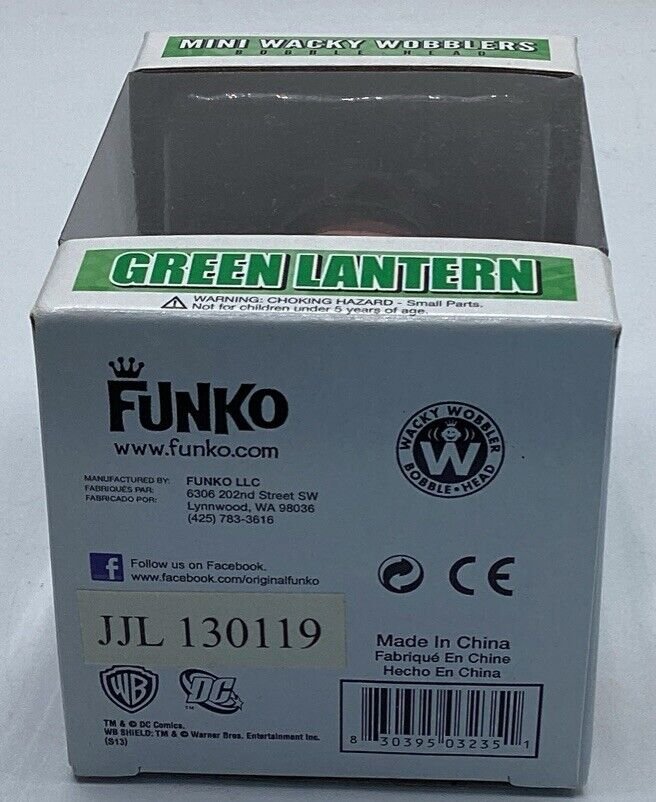 MINI WACKY WOBBLERS
BOBBLE-HEAD
GREEN LANTERN
WARNING: CHOKING HAZARD - Small Parts.
Not for children under 5 years of age.
FUNKO
www.funko.com
MANUFACTURED BY:
FABRIQUÉS PAR:
FABRICADO POR:
FUNKO LLC
6306 202nd Street SW
Lynnwood, WA 98036
(425) 783-3616
WACKY WOBBLER
W
BOBBLE-HEAD
f
Follow us on Facebook.
www.facebook.com/originalfunko
CE
JJL 130119
Made In China
Fabriqué En Chine
Hecho En China
WB
DC
TM
TM & © DC Comics.
WB SHIELD: TM & © Warner Bros. Entertainment Inc.
(S13)
8 30395 03235 1